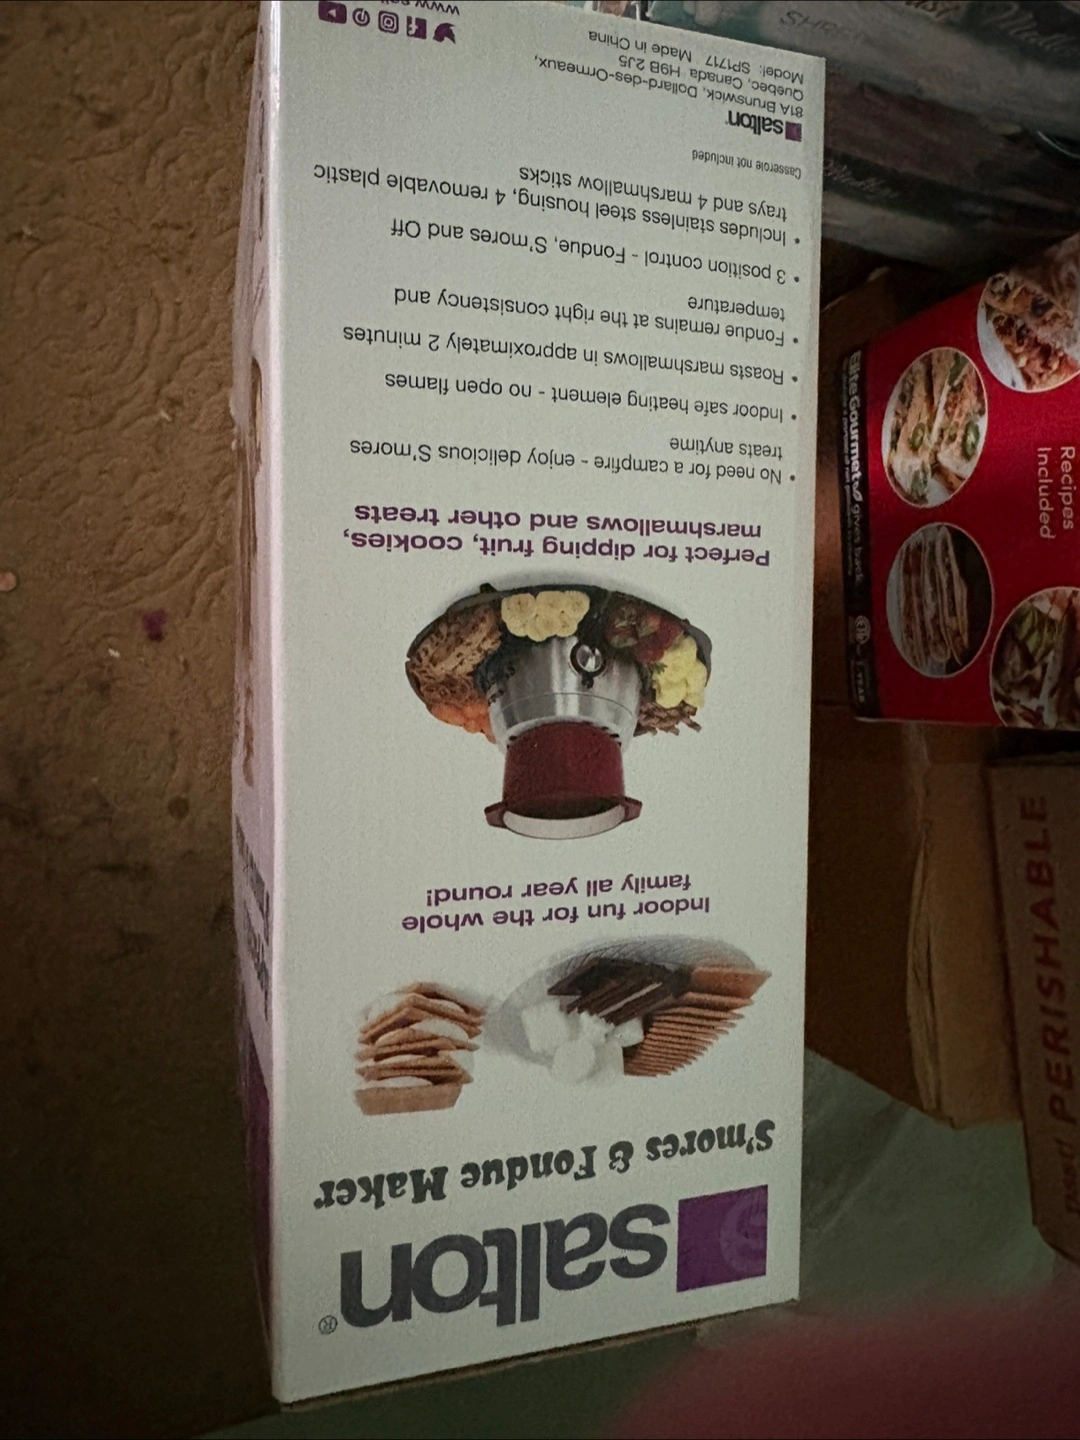 salton®
S'mores & Fondue Maker
Indoor fun for the whole
family all year round!
Perfect for dipping fruit, cookies,
marshmallows and other treats
• No need for a campfire - enjoy delicious S'mores
treats anytime
• Indoor safe heating element - no open flames
• Roasts marshmallows in approximately 2 minutes
• Fondue remains at the right consistency and
temperature
• 3 position control - Fondue, S'mores and Off
• Includes stainless steel housing, 4 removable plastic
trays and 4 marshmallow sticks
Casserole not included
salton
81A Brunswick, Dollard-des-Ormeaux,
Quebec, Canada H9B 2J5
Model: SP1717 Made in China
www
Recipes
Included
EliteGourmet gives back
PERISHABLE